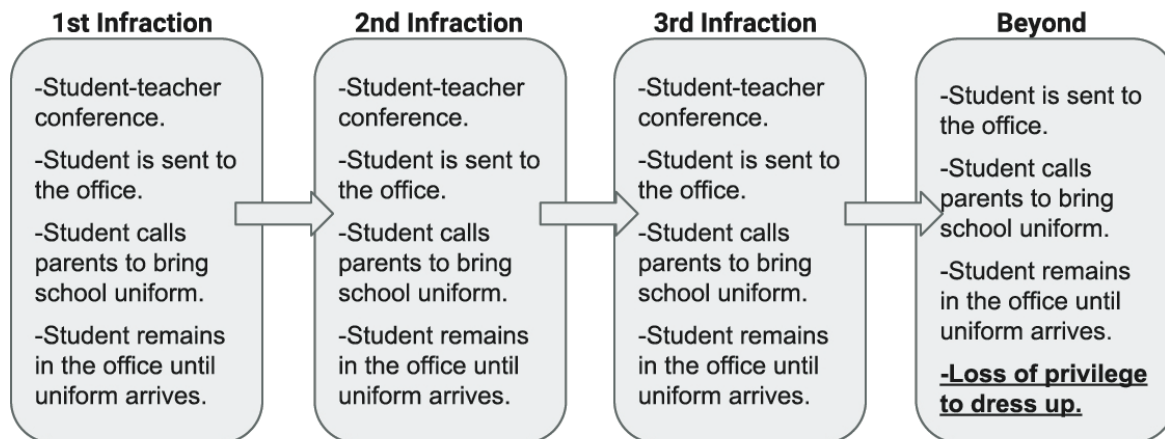 1st Infraction
-Student-teacher
conference.
-Student is sent to
the office.
-Student calls
parents to bring
school uniform.
-Student remains
in the office until
uniform arrives.
2nd Infraction
-Student-teacher
conference.
-Student is sent to
the office.
-Student calls
parents to bring
school uniform.
-Student remains
in the office until
uniform arrives.
3rd Infraction
-Student-teacher
conference.
-Student is sent to
the office.
-Student calls
parents to bring
school uniform.
-Student remains
in the office until
uniform arrives.
Beyond
-Student is sent to
the office.
-Student calls
parents to bring
school uniform.
-Student remains
in the office until
uniform arrives.
-Loss of privilege
to dress up.